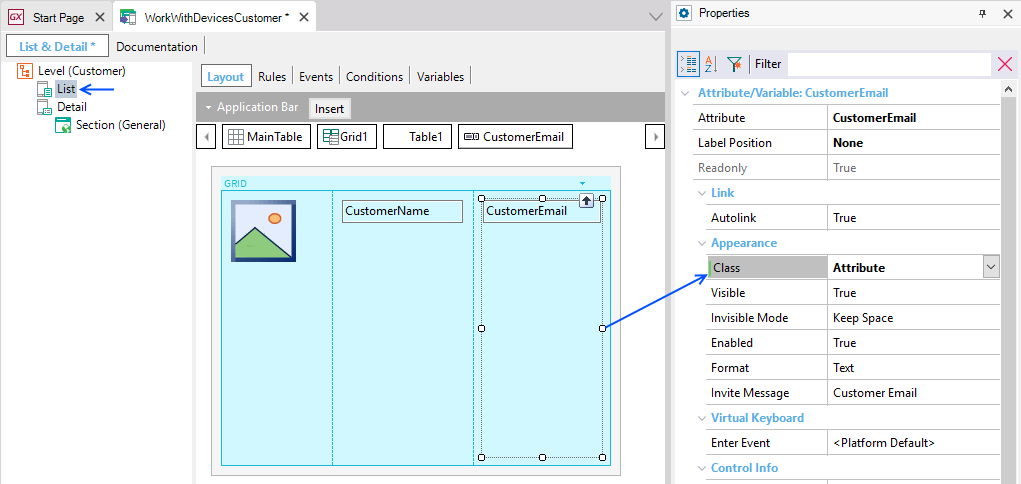 GX Start Page
WorkWithDevicesCustomer *
List & Detail *
Documentation
Level (Customer)
List
Detail
Section (General)
Layout
Rules
Events
Conditions
Variables
Application Bar
Insert
MainTable
Grid1
Table1
CustomerEmail
GRID
CustomerName
CustomerEmail
Properties
A
Z
Filter
Attribute/Variable: CustomerEmail
Attribute CustomerEmail
Label Position None
Readonly True
Link
Autolink True
Appearance
Class Attribute
Visible True
Invisible Mode Keep Space
Enabled True
Format Text
Invite Message Customer Email
Virtual Keyboard
Enter Event <Platform Default>
Control Info